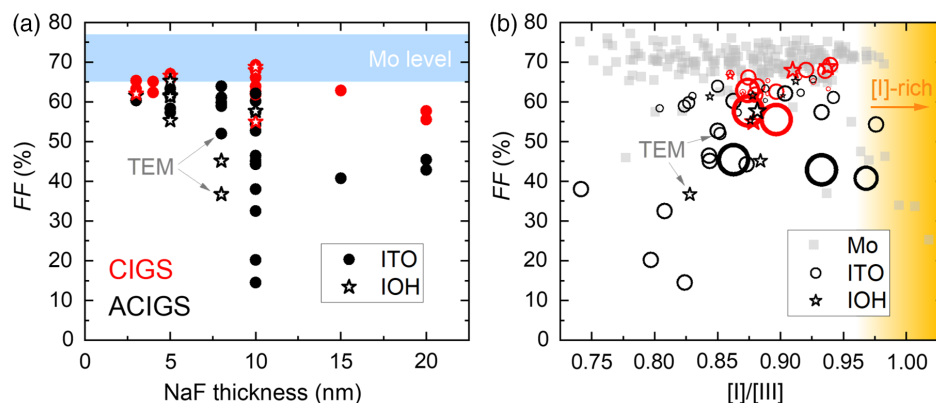 (a)
80
70
60
50
40
30
20
10
0
FF (%)
Mo level
TEM
CIGS
ACIGS
ITO
IOH
0 5 10 15 20
NaF thickness (nm)
(b)
80
70
60
50
40
30
20
10
0
FF (%)
[I]-rich
TEM
Mo
ITO
IOH
0.75 0.80 0.85 0.90 0.95 1.00
[I]/[III]